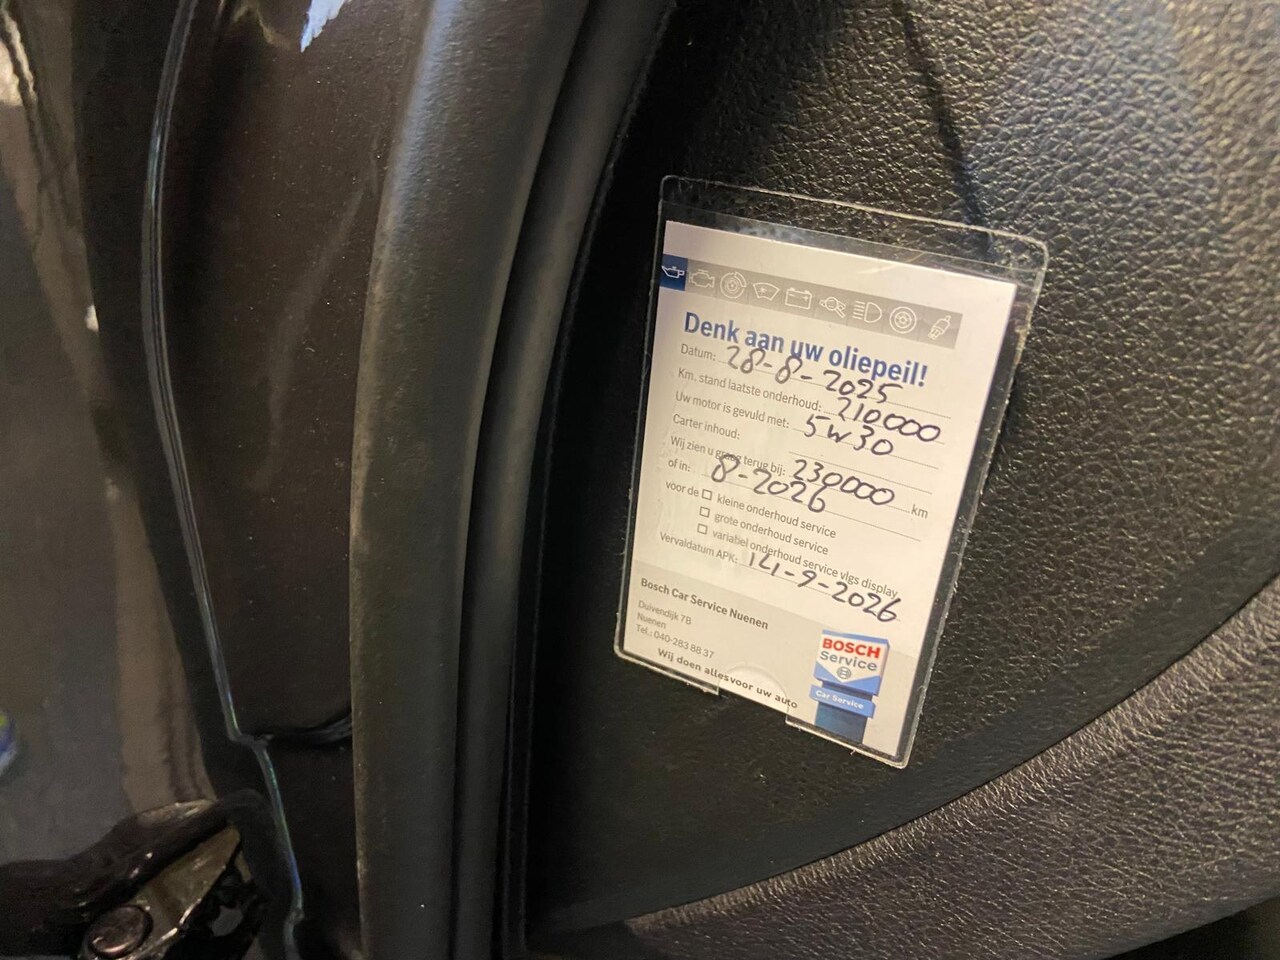 Denk aan uw oliepeil!
Datum: 28-8-2025
Km. stand laatste onderhoud: 210000
Uw motor is gevuld met: 5w30
Carter inhoud:
Wij zien u graag terug bij: 230000 km
of in: 8-2026
voor de kleine onderhoud service
grote onderhoud service
variabel onderhoud service vlgs display
Vervaldatum APK: 14-9-2026
Bosch Car Service Nuenen
Duivendijk 7B
Nuenen
Tel.: 040-283 88 37
Wij doen alles voor uw auto
BOSCH
Service
Car Service